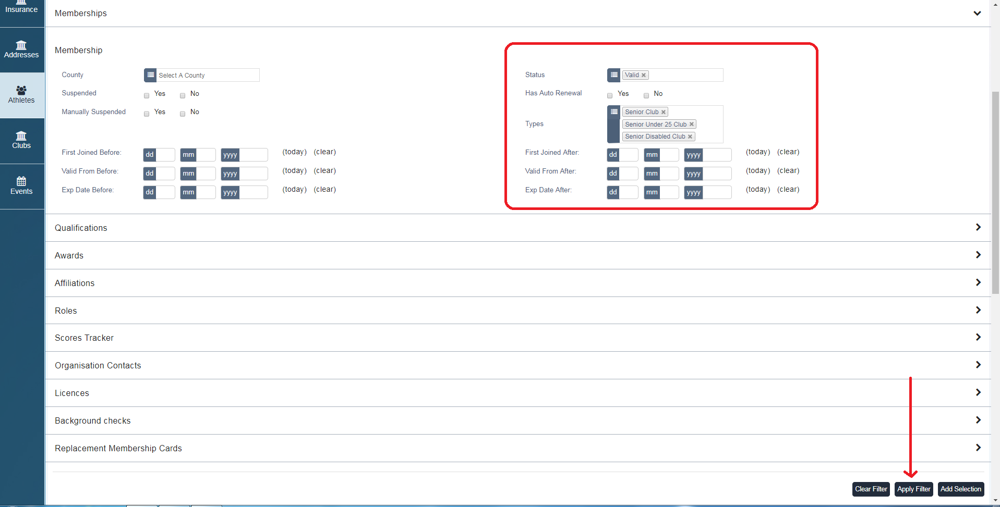 Insurance
Addresses
Athletes
Clubs
Events
Memberships
Membership
County Select A County
Suspended Yes No
Manually Suspended Yes No
First Joined Before: dd mm yyyy (today) (clear)
Valid From Before: dd mm yyyy (today) (clear)
Exp Date Before: dd mm yyyy (today) (clear)
Status Valid ×
Has Auto Renewal Yes No
Types
Senior Club ×
Senior Under 25 Club ×
Senior Disabled Club ×
First Joined After: dd mm yyyy (today) (clear)
Valid From After: dd mm yyyy (today) (clear)
Exp Date After: dd mm yyyy (today) (clear)
Qualifications
Awards
Affiliations
Roles
Scores Tracker
Organisation Contacts
Licences
Background checks
Replacement Membership Cards
Clear Filter Apply Filter Add Selection